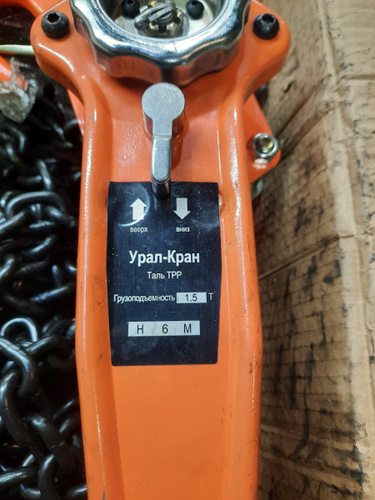 вверх вниз
Урал-Кран
Таль ТРР
Грузоподъемность 1.5 Т
Н 6 М